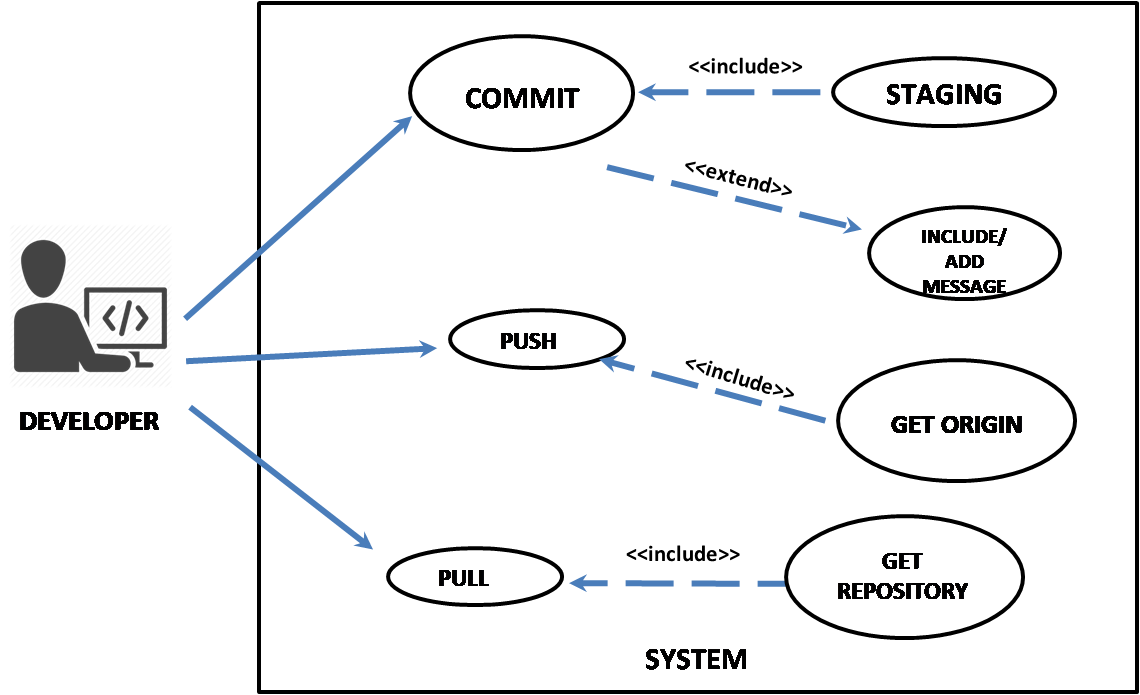 COMMIT
<<include>>
STAGING
<<extend>>
INCLUDE/
ADD
MESSAGE
</>
DEVELOPER
PUSH
<<include>>
GET ORIGIN
PULL
<<include>>
GET
REPOSITORY
SYSTEM